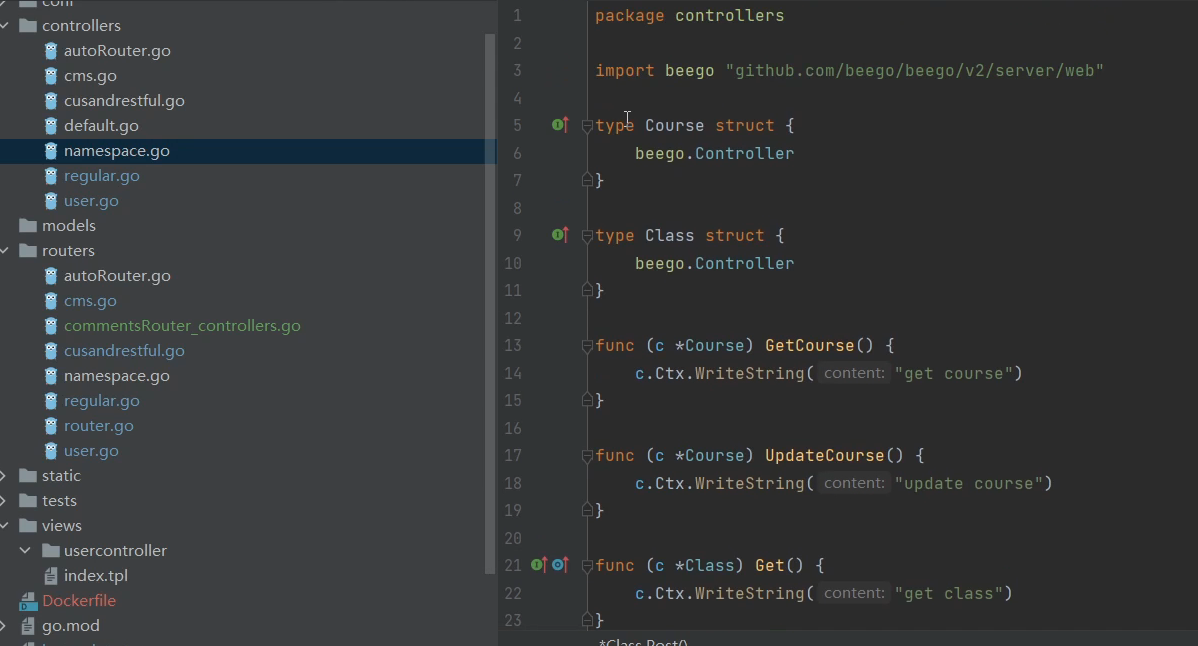 conf
controllers
autoRouter.go
cms.go
cusandrestful.go
default.go
namespace.go
regular.go
user.go
models
routers
autoRouter.go
cms.go
commentsRouter_controllers.go
cusandrestful.go
namespace.go
regular.go
router.go
user.go
static
tests
views
usercontroller
index.tpl
Dockerfile
go.mod
1 package controllers
2
3 import beego "github.com/beego/beego/v2/server/web"
4
5 type Course struct {
6 beego.Controller
7 }
8
9 type Class struct {
10 beego.Controller
11 }
12
13 func (c *Course) GetCourse() {
14 c.Ctx.WriteString( content: "get course")
15 }
16
17 func (c *Course) UpdateCourse() {
18 c.Ctx.WriteString( content: "update course")
19 }
20
21 func (c *Class) Get() {
22 c.Ctx.WriteString( content: "get class")
23 }
*Class.Post()